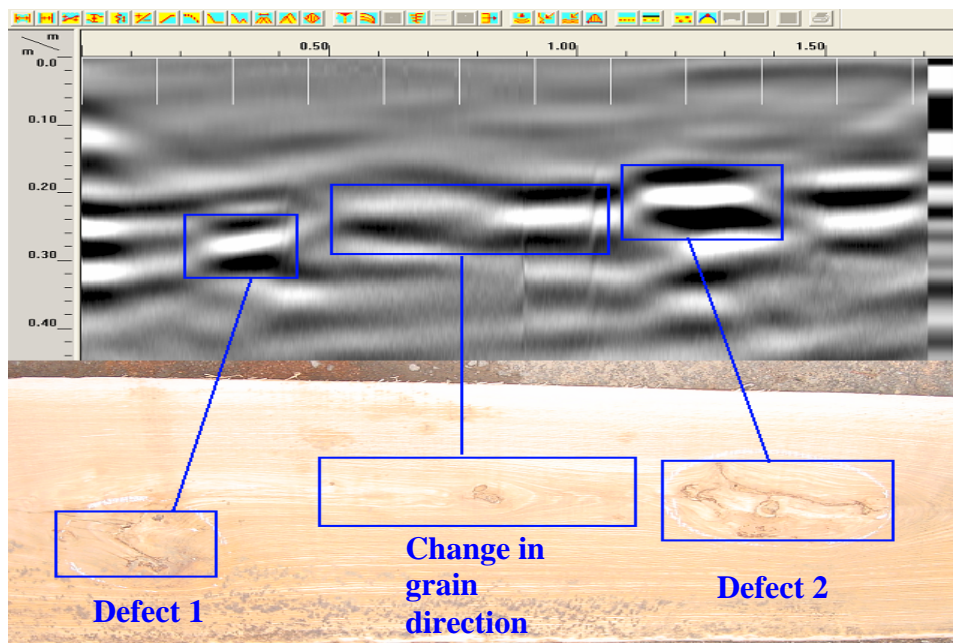 m
m
0.50 1.00 1.50
0.0
0.10
0.20
0.30
0.40
Defect 1
Change in
grain
direction
Defect 2